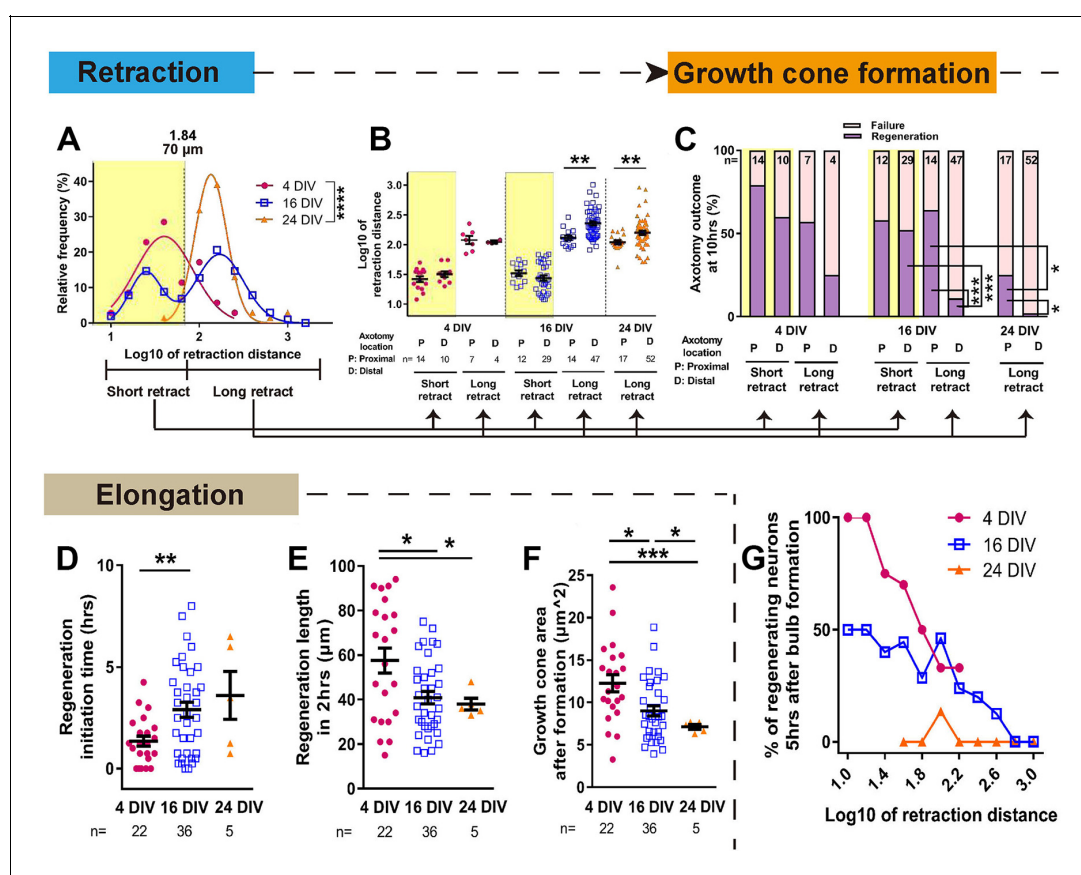 Retraction
Growth cone formation
A
1.84
70 μm
4 DIV
16 DIV
24 DIV
****
Relative frequency (%)
60
40
20
0
0
1
2
3
Log10 of retraction distance
Short retract
Long retract
B
**
**
Log10 of
retraction distance
3.0
2.5
2.0
1.5
1.0
4 DIV
16 DIV
24 DIV
Axotomy
location
P: Proximal
D: Distal
P D P D P D P D P D
n= 14 10 7 4 12 29 14 47 17 52
Short
retract
Long
retract
Short
retract
Long
retract
Long
retract
C
Failure
Regeneration
Axotomy outcome
at 10hrs (%)
100
50
0
n=
14 10 7 4 12 29 14 47 17 52
***
****
*
*
4 DIV
16 DIV
24 DIV
Axotomy
location
P: Proximal
D: Distal
P D P D P D P D P D
Short
retract
Long
retract
Short
retract
Long
retract
Long
retract
Elongation
D
**
Regeneration
initiation time (hrs)
10
5
0
4 DIV 16 DIV 24 DIV
n= 22 36 5
E
*
*
Regeneration length
in 2hrs (μm)
100
80
60
40
20
0
4 DIV 16 DIV 24 DIV
n= 22 36 5
F
*
*
***
Growth cone area
after formation (μm^2)
25
20
15
10
5
0
4 DIV 16 DIV 24 DIV
n= 22 36 5
G
4 DIV
16 DIV
24 DIV
% of regenerating neurons
5hrs after bulb formation
100
50
0
1.0
1.4
1.8
2.2
2.6
3.0
Log10 of retraction distance